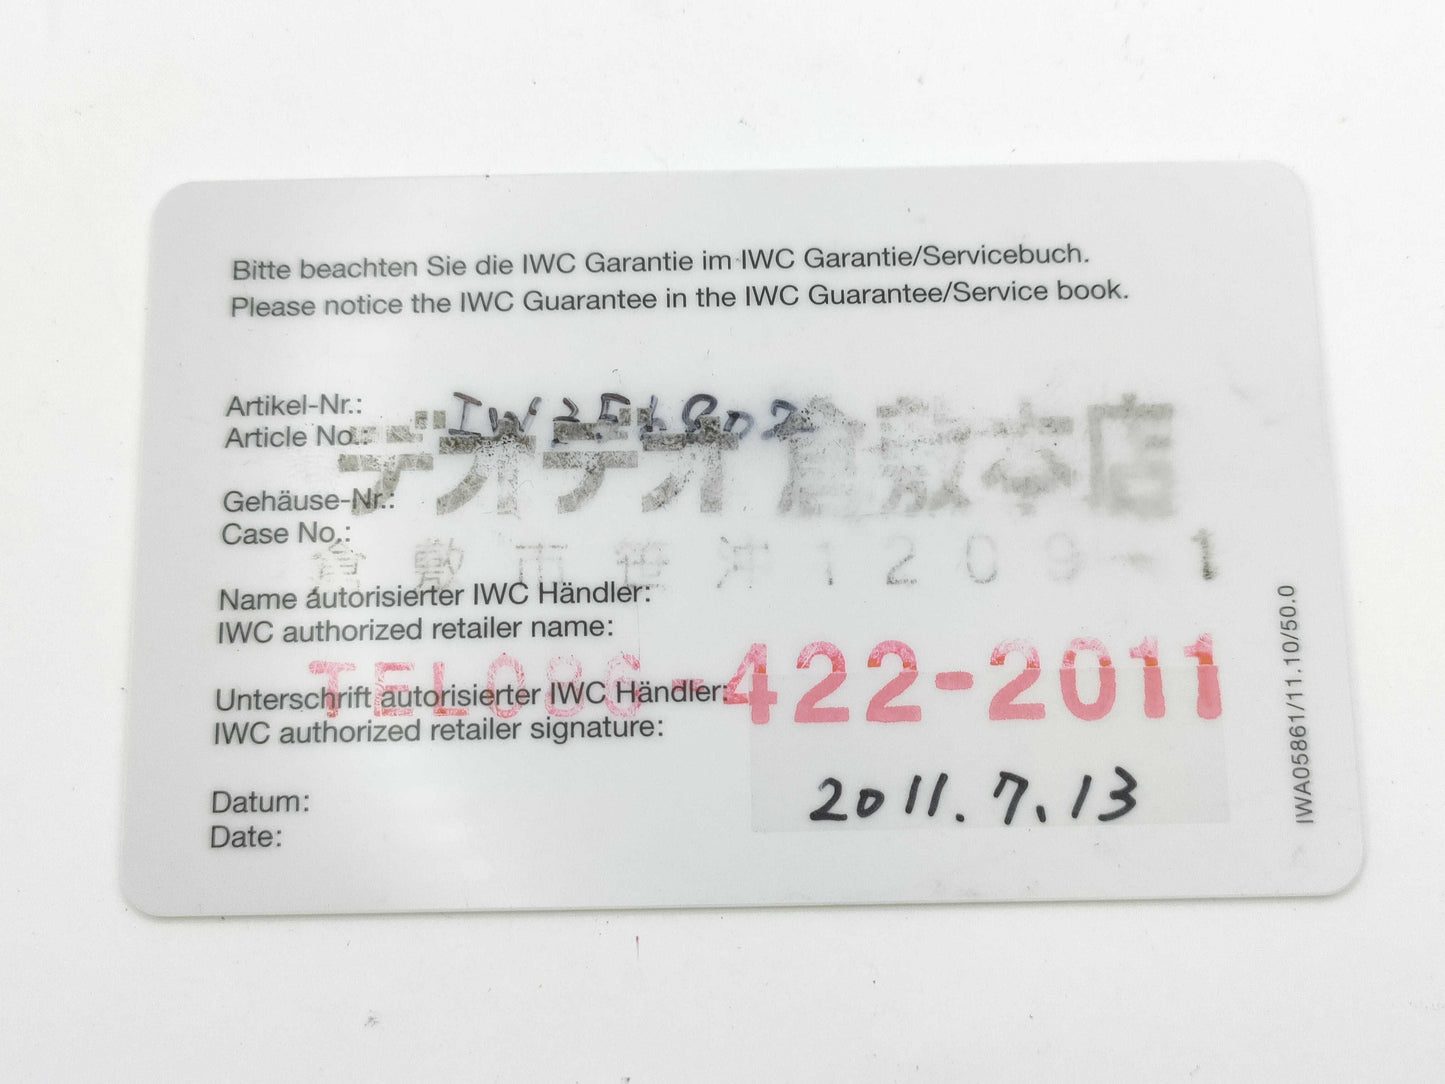 Bitte beachten Sie die IWC Garantie im IWC Garantie/Servicebuch.
Please notice the IWC Guarantee in the IWC Guarantee/Service book.
Artikel-Nr.:
Article No.:
IW356802
デオデオ 倉敷本店
Gehäuse-Nr.:
Case No.:
倉敷市笹沖1209-1
Name autorisierter IWC Händler:
IWC authorized retailer name:
TEL086-422-2011
Unterschrift autorisierter IWC Händler:
IWC authorized retailer signature:
Datum:
Date:
2011.7.13
IWA05861/11.10/50.0